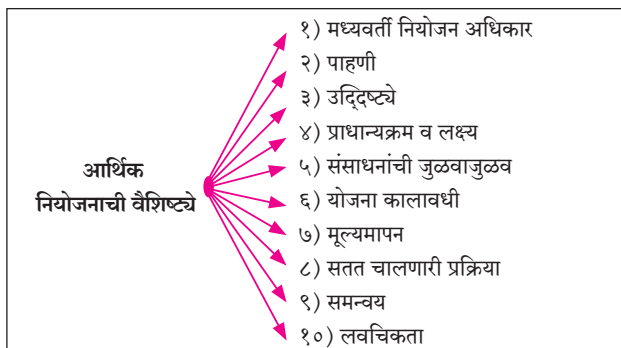 आर्थिक
नियोजनाची वैशिष्ट्ये
१) मध्यवर्ती नियोजन अधिकार
२) पाहणी
३) उद्दिष्ट्ये
४) प्राधान्यक्रम व लक्ष्य
५) संसाधनांची जुळवाजुळव
६) योजना कालावधी
७) मूल्यमापन
८) सतत चालणारी प्रक्रिया
९) समन्वय
१०) लवचिकता